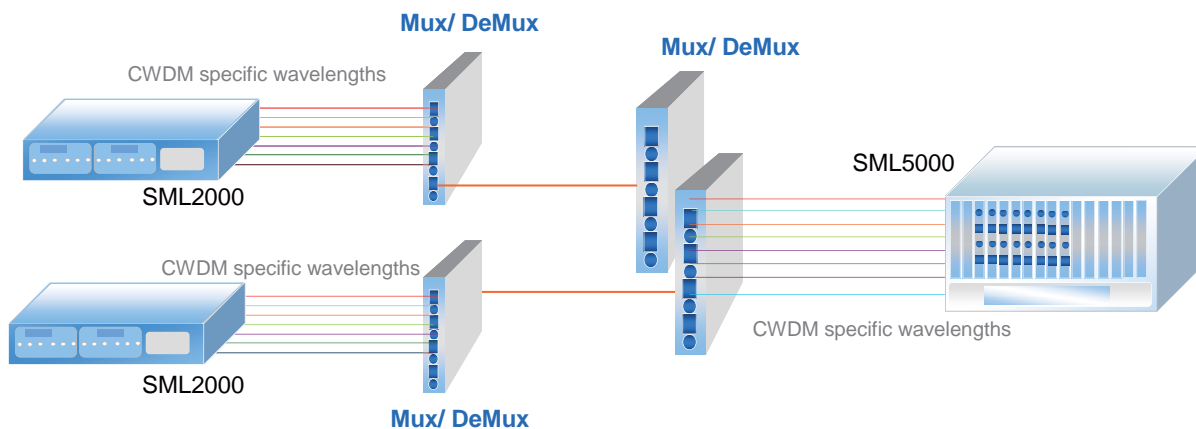 Mux/ DeMux
Mux/ DeMux
CWDM specific wavelengths
SML5000
SML2000
CWDM specific wavelengths
CWDM specific wavelengths
SML2000
Mux/ DeMux